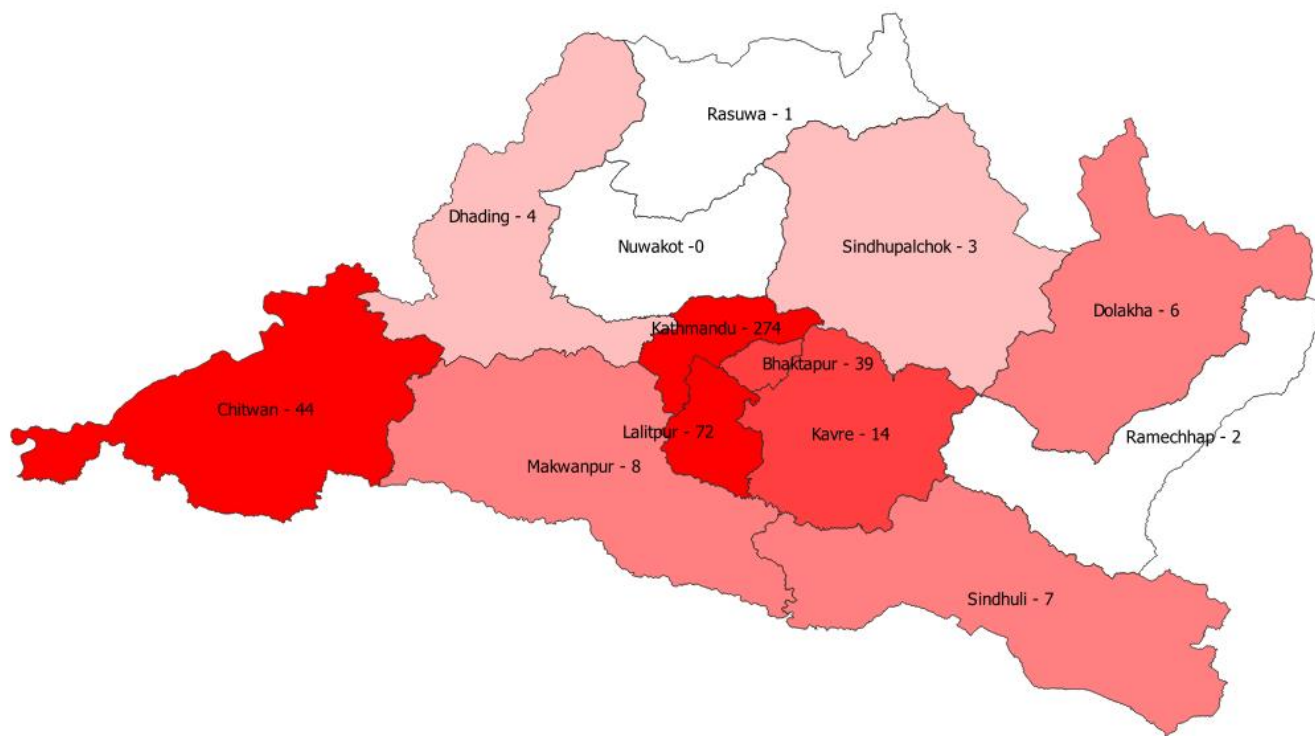 Rasuwa - 1
Dhading - 4
Nuwakot -0
Sindhupalchok - 3
Dolakha - 6
Kathmandu - 274
Bhaktapur - 39
Chitwan - 44
Lalitpur - 72
Kavre - 14
Ramechhap - 2
Makwanpur - 8
Sindhuli - 7